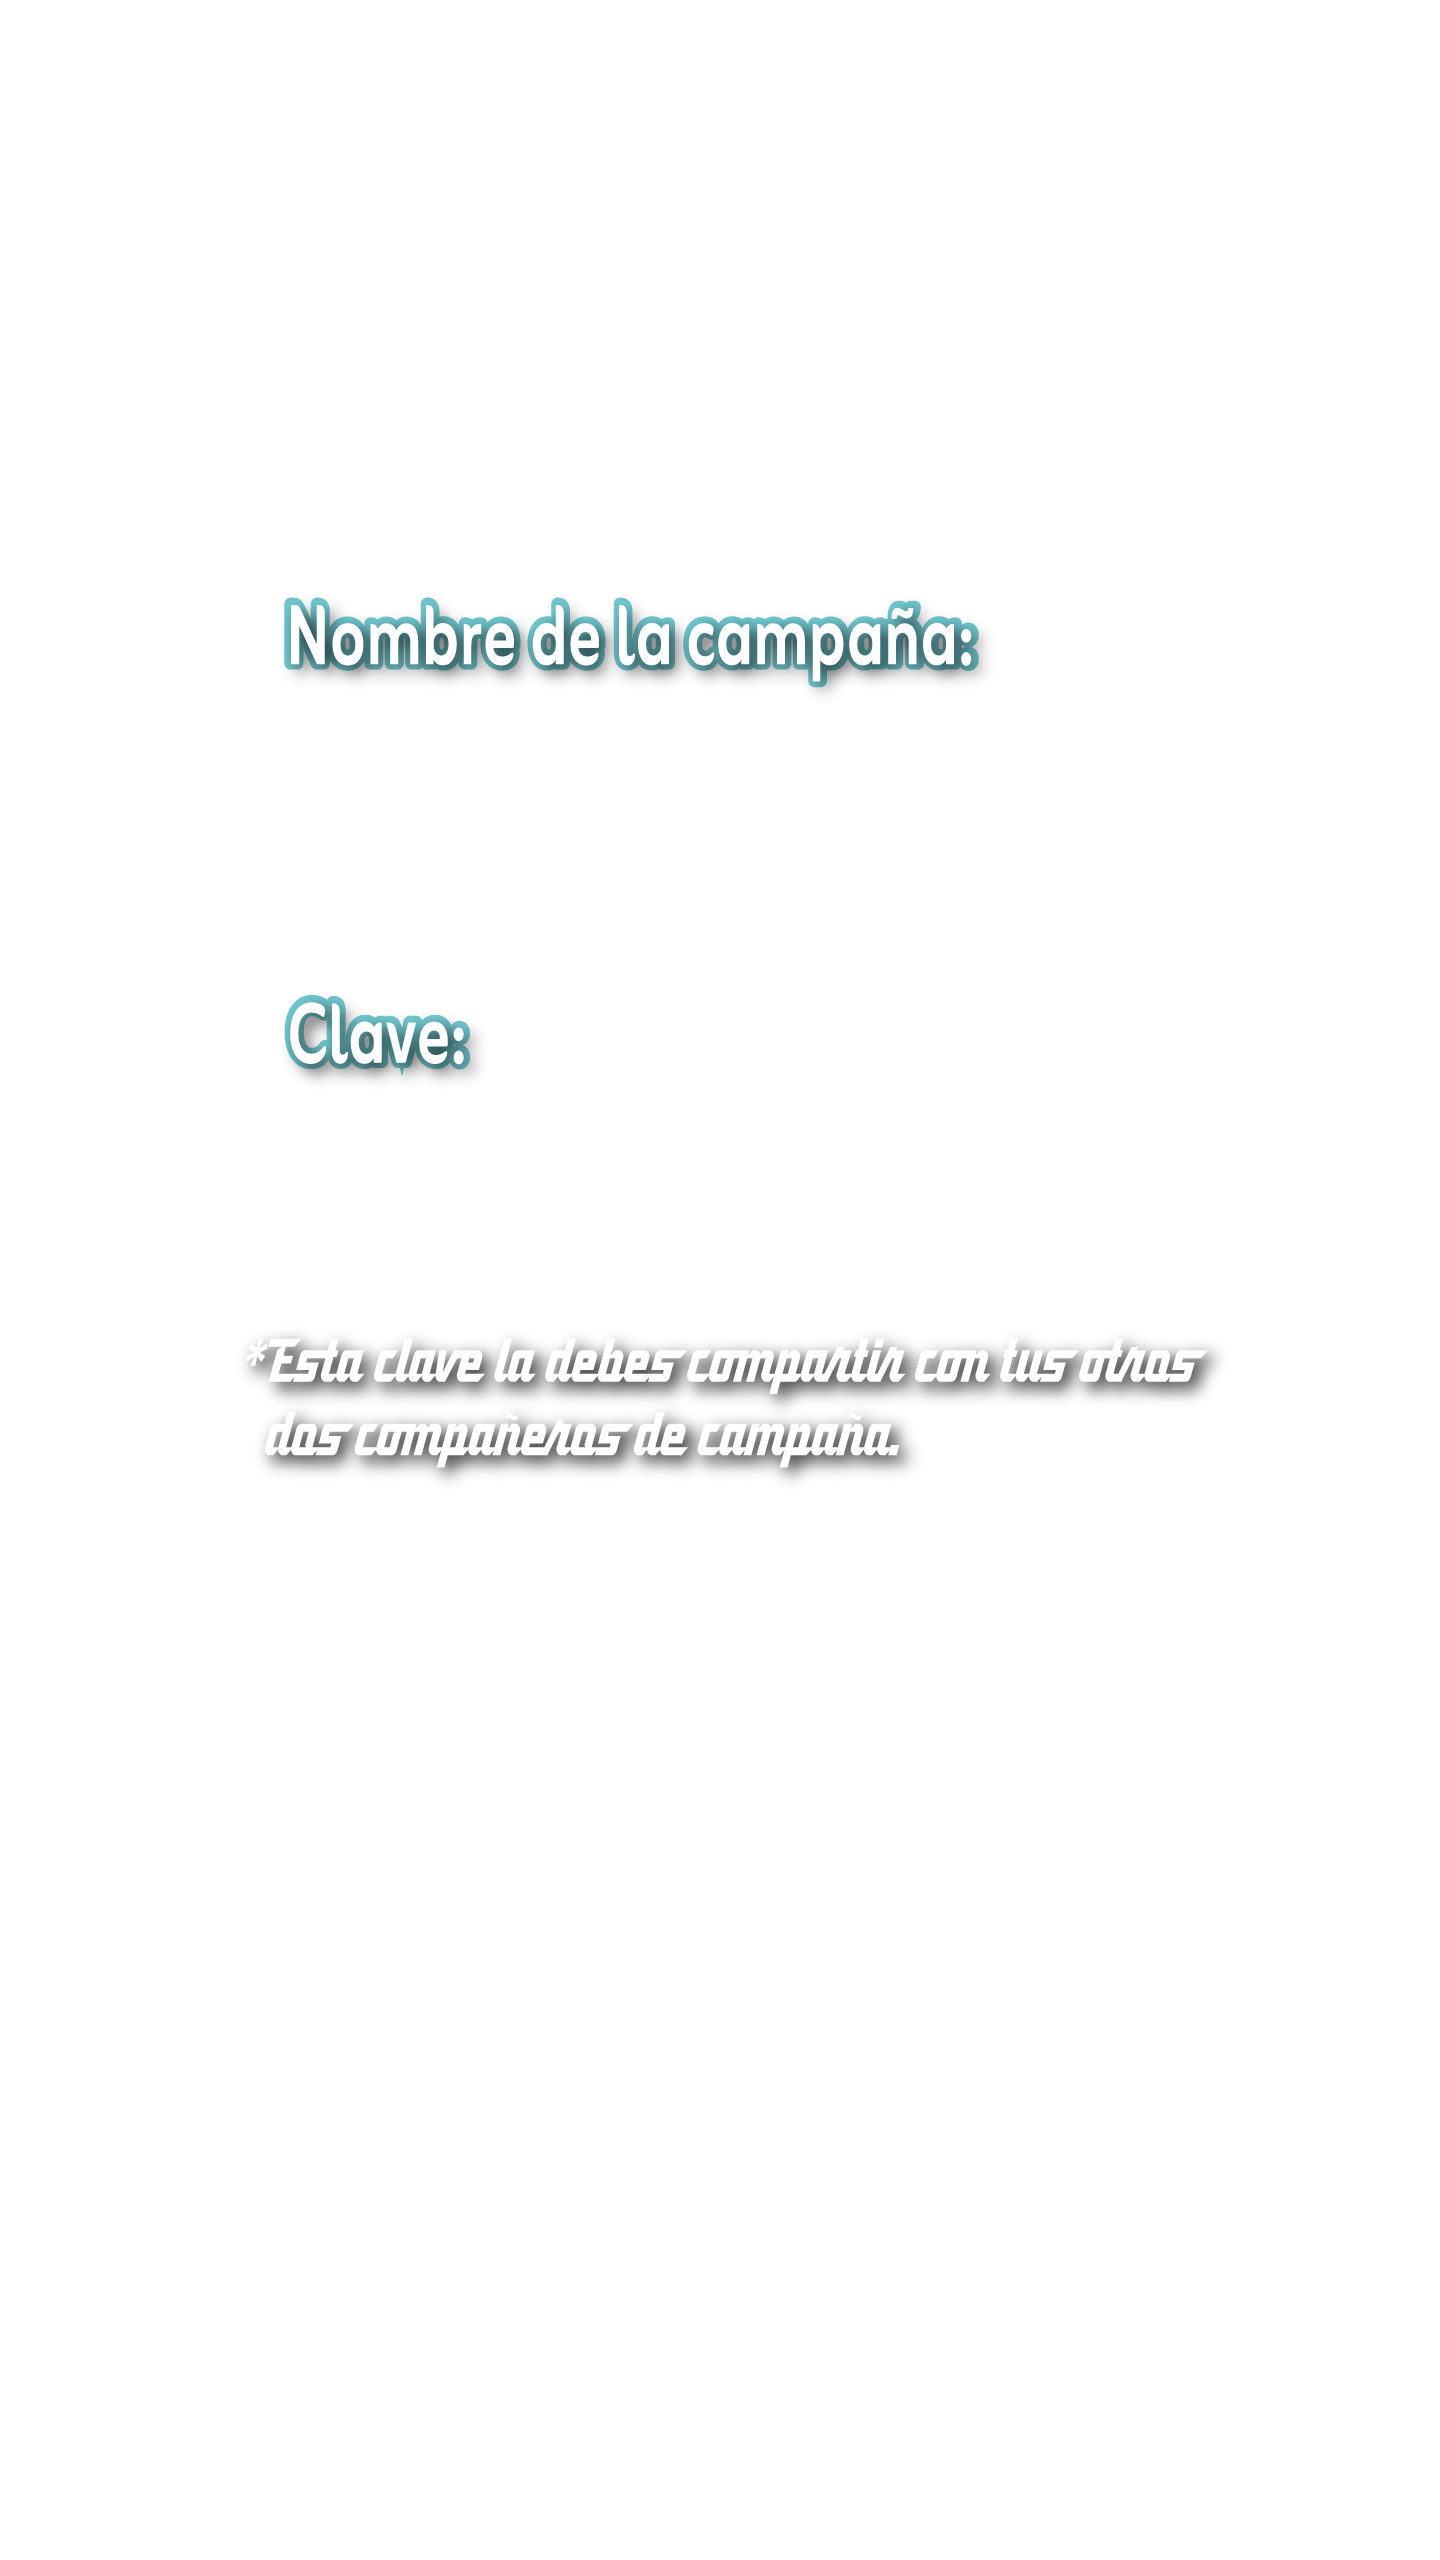 Nombre de la campaña:
Clave:
*Esta clave la debes compartir con tus otros
dos compañeros de campaña.